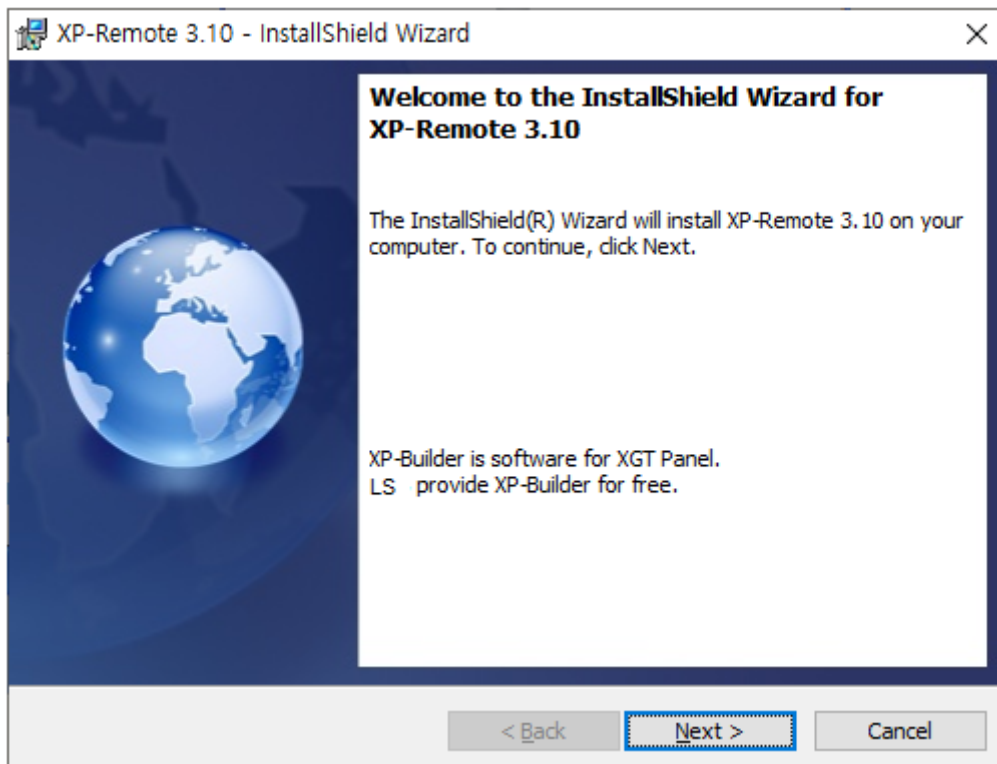 XP-Remote 3.10 - InstallShield Wizard
Welcome to the InstallShield Wizard for
XP-Remote 3.10
The InstallShield(R) Wizard will install XP-Remote 3.10 on your
computer. To continue, click Next.
XP-Builder is software for XGT Panel.
LS provide XP-Builder for free.
< Back Next > Cancel